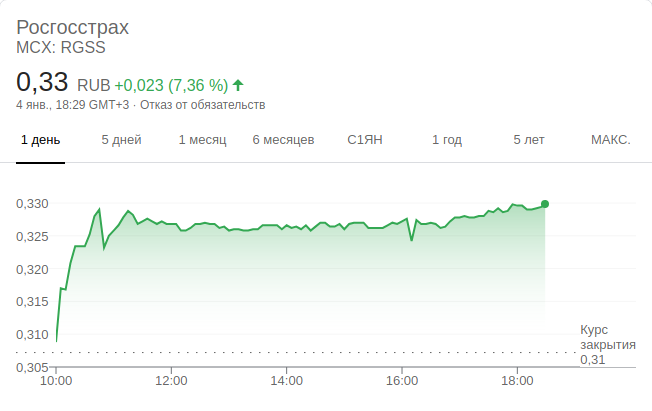 Росгосстрах
MCX: RGSS
0,33 RUB +0,023 (7,36 %)
4 янв., 18:29 GMT+3 · Отказ от обязательств
1 день 5 дней 1 месяц 6 месяцев С1ЯН 1 год 5 лет МАКС.
0,330
0,325
0,320
0,315
0,310
0,305
Курс
закрытия
0,31
10:00 12:00 14:00 16:00 18:00